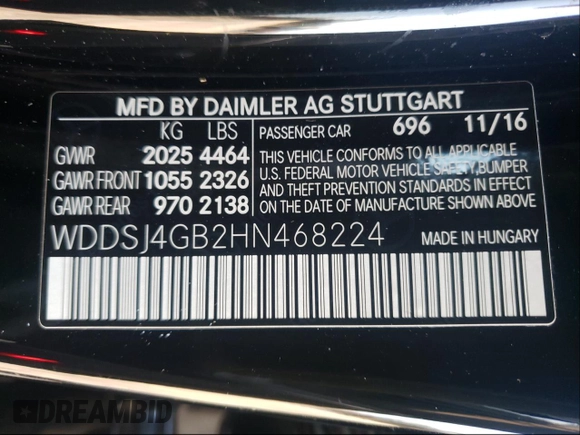 MFD BY DAIMLER AG STUTTGART
KG LBS
GVWR 2025 4464
GAWR FRONT 1055 2326
GAWR REAR 970 2138
PASSENGER CAR 696 11/16
THIS VEHICLE CONFORMS TO ALL APPLICABLE
U.S. FEDERAL MOTOR VEHICLE SAFETY,BUMPER
AND THEFT PREVENTION STANDARDS IN EFFECT
ON THE DATE OF MANUFACTURE SHOWN ABOVE
WDDSJ4GB2HN468224 MADE IN HUNGARY
DREAMBID